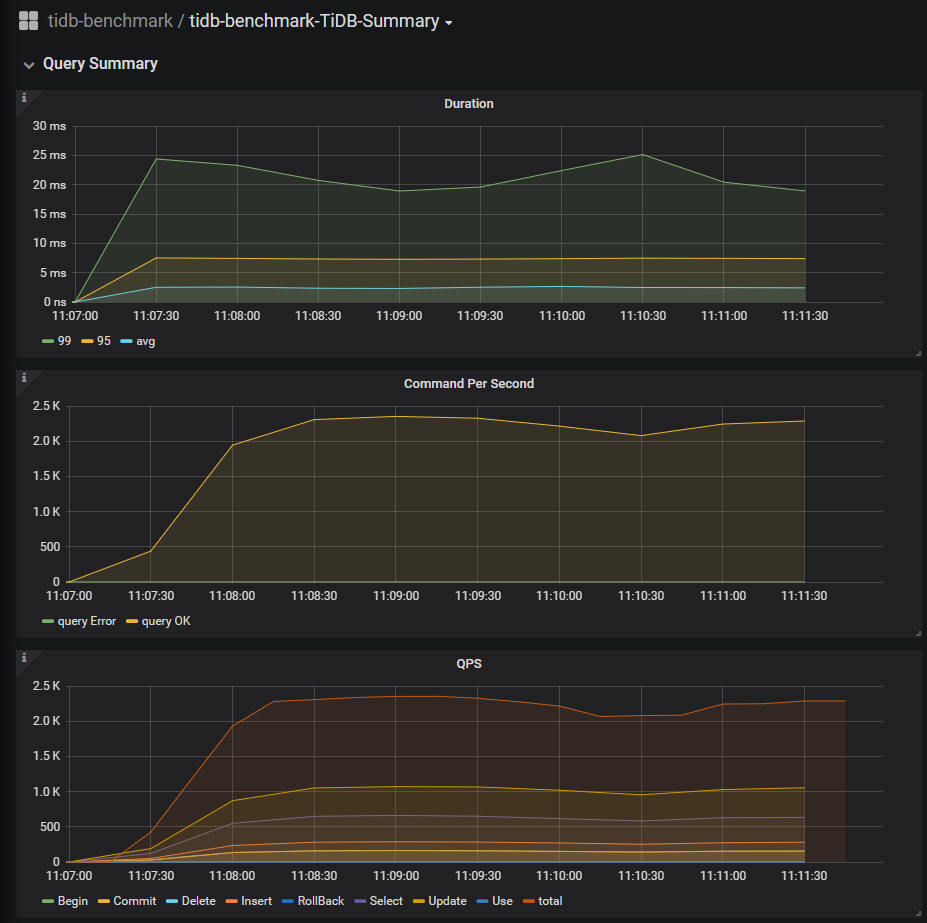 tidb-benchmark / tidb-benchmark-TiDB-Summary
Query Summary
i
Duration
30 ms
25 ms
20 ms
15 ms
10 ms
5 ms
0 ns
11:07:00 11:07:30 11:08:00 11:08:30 11:09:00 11:09:30 11:10:00 11:10:30 11:11:00 11:11:30
99 95 avg
i
Command Per Second
2.5 K
2.0 K
1.5 K
1.0 K
500
0
11:07:00 11:07:30 11:08:00 11:08:30 11:09:00 11:09:30 11:10:00 11:10:30 11:11:00 11:11:30
query Error query OK
i
QPS
2.5 K
2.0 K
1.5 K
1.0 K
500
0
11:07:00 11:07:30 11:08:00 11:08:30 11:09:00 11:09:30 11:10:00 11:10:30 11:11:00 11:11:30
Begin Commit Delete Insert RollBack Select Update Use total